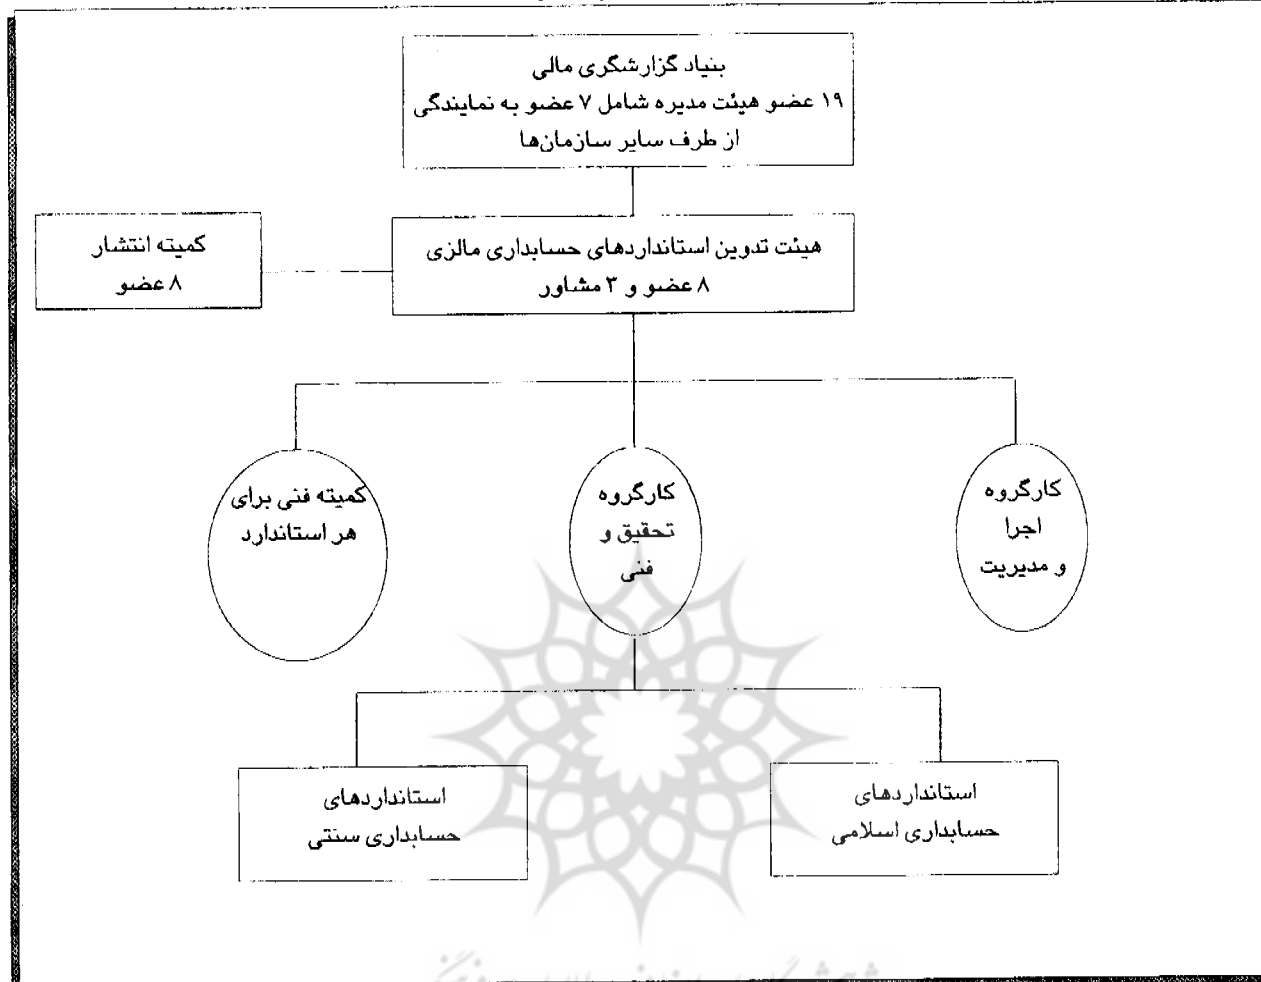 بنیاد گزارشگری مالی
۱۹ عضو هیئت مدیره شامل ۷ عضو به نمایندگی
از طرف سایر سازمان‌ها
هیئت تدوین استانداردهای حسابداری مالزی
۸ عضو و ۳ مشاور
کمیته انتشار
۸ عضو
کارگروه
اجرا
و مدیریت
کارگروه
تحقیق و
فنی
کمیته فنی برای
هر استاندارد
استانداردهای
حسابداری اسلامی
استانداردهای
حسابداری سنتی